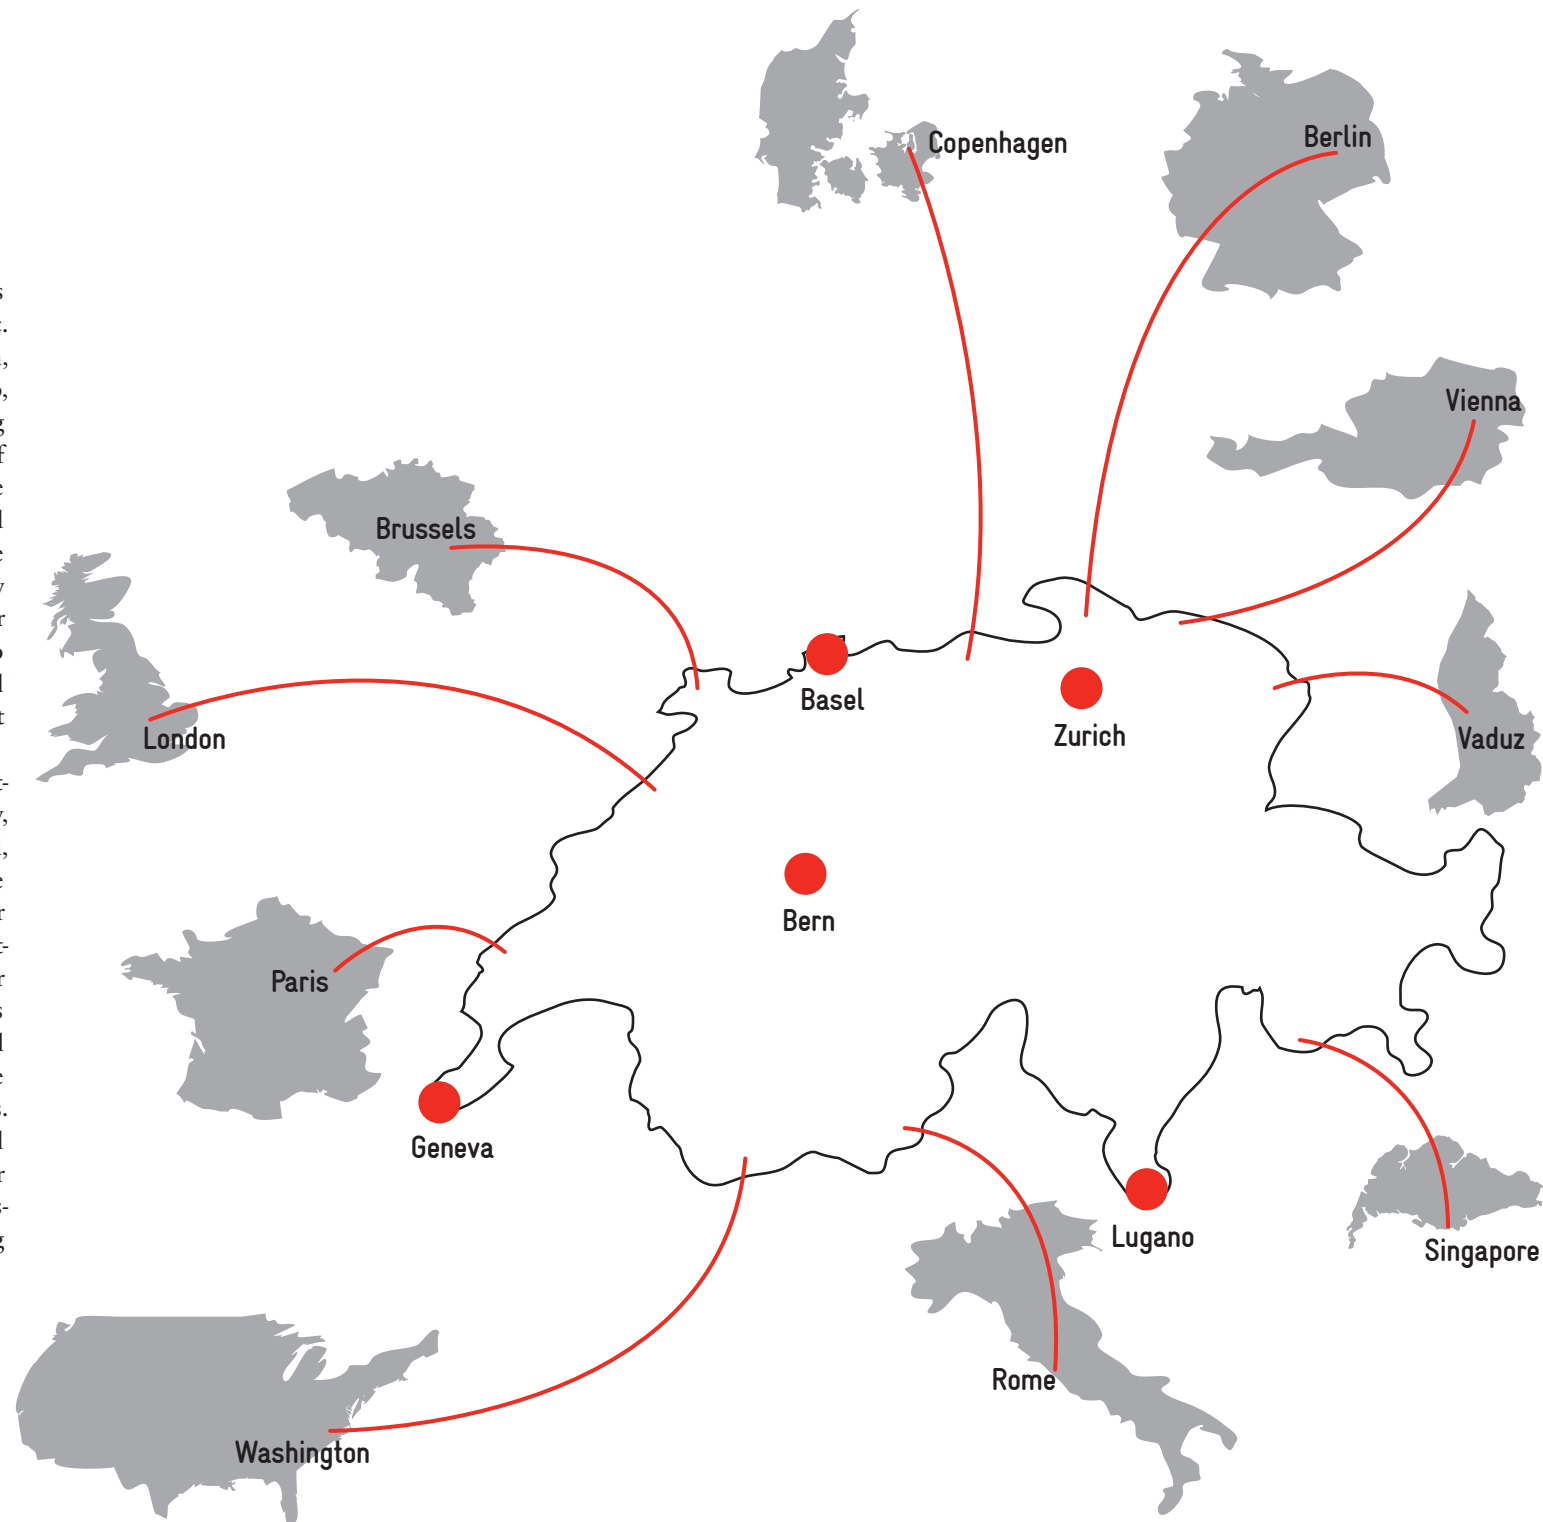 Copenhagen
Berlin
Vienna
Brussels
London
Basel
Zurich
Vaduz
Bern
Paris
Geneva
Lugano
Singapore
Rome
Washington